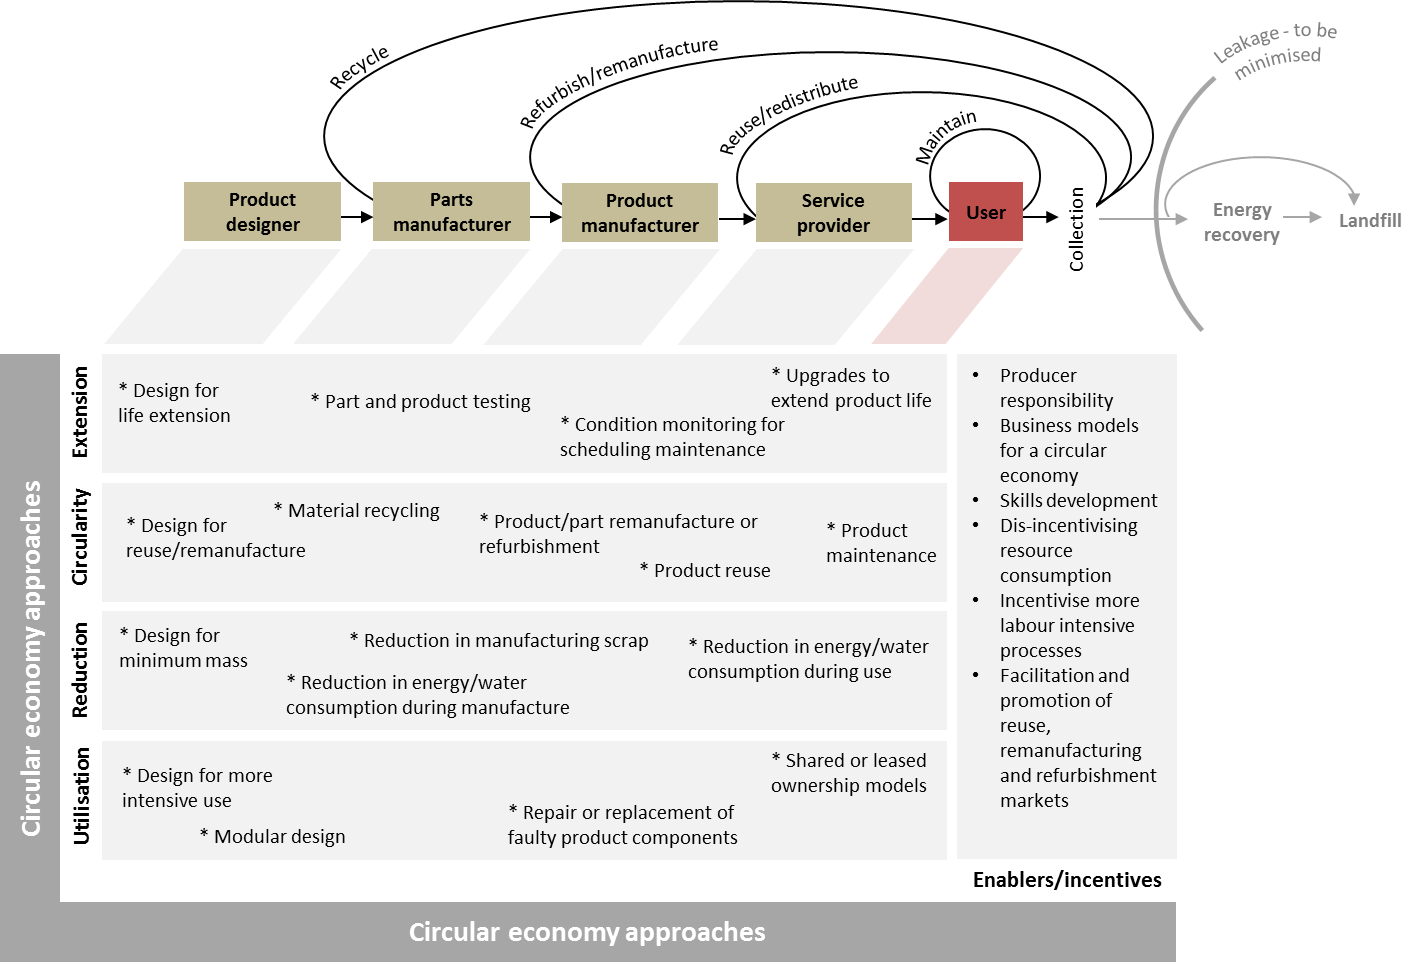 Recycle
Refurbish/remanufacture
Reuse/redistribute
Maintain
Leakage - to be
minimised
Product
designer
Parts
manufacturer
Product
manufacturer
Service
provider
User
Collection
Energy
recovery
Landfill
Circular economy approaches
Extension
* Design for
life extension
* Part and product testing
* Condition monitoring for
scheduling maintenance
* Upgrades to
extend product life
Circularity
* Design for
reuse/remanufacture
* Material recycling
* Product/part remanufacture or
refurbishment
* Product reuse
* Product
maintenance
Reduction
* Design for
minimum mass
* Reduction in manufacturing scrap
* Reduction in energy/water
consumption during manufacture
* Reduction in energy/water
consumption during use
Utilisation
* Design for more
intensive use
* Modular design
* Repair or replacement of
faulty product components
* Shared or leased
ownership models
• Producer
responsibility
• Business models
for a circular
economy
• Skills development
• Dis-incentivising
resource
consumption
• Incentivise more
labour intensive
processes
• Facilitation and
promotion of
reuse,
remanufacturing
and refurbishment
markets
Enablers/incentives
Circular economy approaches